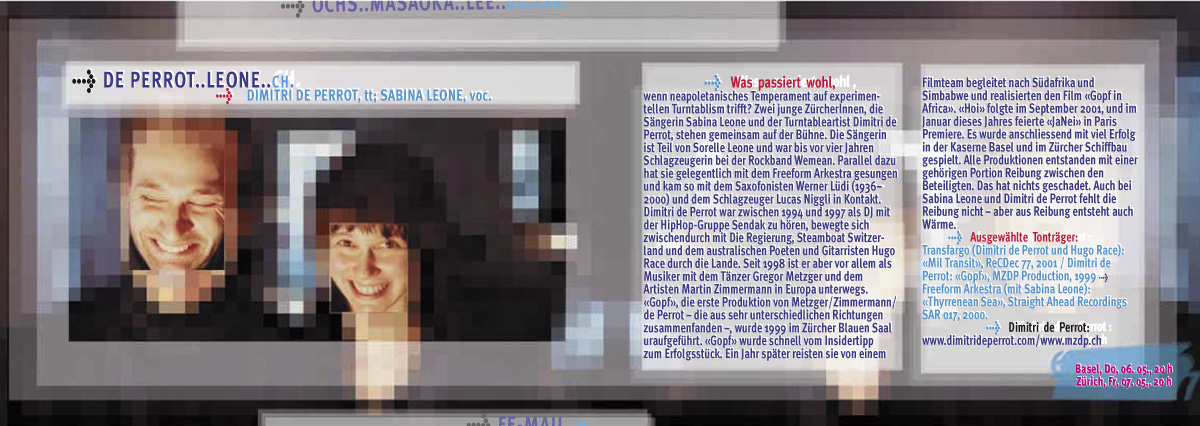 OCHS..MASAOKA..LEE..
DE PERROT..LEONE..CH.
DIMITRI DE PERROT, tt; SABINA LEONE, voc.
Was passiert wohl,
wenn neapoletanisches Temperament auf experimen-
tellen Turntablism trifft? Zwei junge ZürcherInnen, die
Sängerin Sabina Leone und der Turntableartist Dimitri de
Perrot, stehen gemeinsam auf der Bühne. Die Sängerin
ist Teil von Sorelle Leone und war bis vor vier Jahren
Schlagzeugerin bei der Rockband Wemean. Parallel dazu
hat sie gelegentlich mit dem Freeform Arkestra gesungen
und kam so mit dem Saxofonisten Werner Lüdi (1936–
2000) und dem Schlagzeuger Lucas Niggli in Kontakt.
Dimitri de Perrot war zwischen 1994 und 1997 als DJ mit
der HipHop-Gruppe Sendak zu hören, bewegte sich
zwischendurch mit Die Regierung, Steamboat Switzer-
land und dem australischen Poeten und Gitarristen Hugo
Race durch die Lande. Seit 1998 ist er aber vor allem als
Musiker mit dem Tänzer Gregor Metzger und dem
Artisten Martin Zimmermann in Europa unterwegs.
«Gopf», die erste Produktion von Metzger/Zimmermann/
de Perrot – die aus sehr unterschiedlichen Richtungen
zusammenfanden –, wurde 1999 im Zürcher Blauen Saal
uraufgeführt. «Gopf» wurde schnell vom Insidertipp
zum Erfolgsstück. Ein Jahr später reisten sie von einem
Filmteam begleitet nach Südafrika und
Simbabwe und realisierten den Film «Gopf in
Africa». «Hoi» folgte im September 2001, und im
Januar dieses Jahres feierte «JaNei» in Paris
Premiere. Es wurde anschliessend mit viel Erfolg
in der Kaserne Basel und im Zürcher Schiffbau
gespielt. Alle Produktionen entstanden mit einer
gehörigen Portion Reibung zwischen den
Beteiligten. Das hat nichts geschadet. Auch bei
Sabina Leone und Dimitri de Perrot fehlt die
Reibung nicht – aber aus Reibung entsteht auch
Wärme.
Ausgewählte Tonträger:
Transfargo (Dimitri de Perrot und Hugo Race):
«Mil Transit», ReCDec 77, 2001 / Dimitri de
Perrot: «Gopf», MZDP Production, 1999
Freeform Arkestra (mit Sabina Leone):
«Thyrrenean Sea», Straight Ahead Recordings
SAR 017, 2000.
Dimitri de Perrot:
www.dimitrideperrot.com/www.mzdp.ch
Basel, Do, 06. 05., 20 h
Zürich, Fr, 07. 05., 20 h